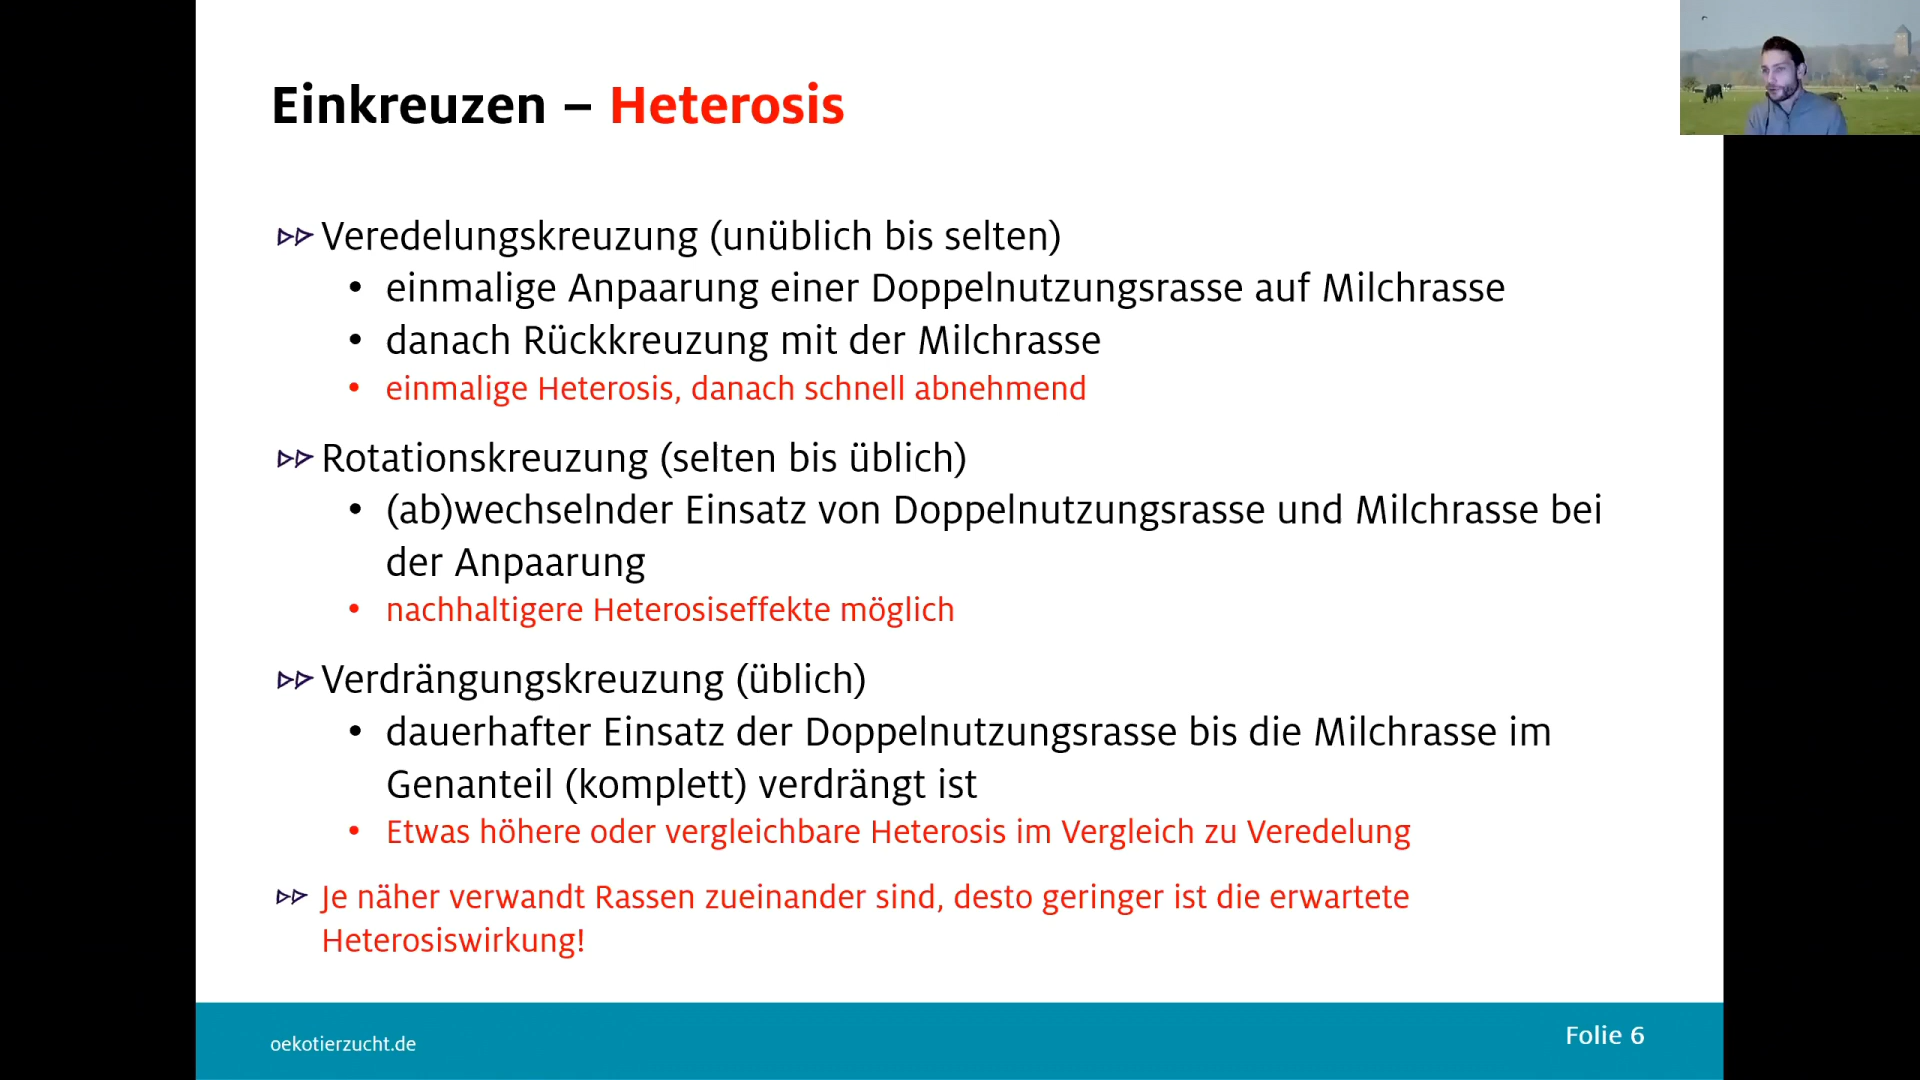 Einkreuzen – Heterosis
Veredelungskreuzung (unüblich bis selten)
• einmalige Anpaarung einer Doppelnutzungsrasse auf Milchrasse
• danach Rückkreuzung mit der Milchrasse
• einmalige Heterosis, danach schnell abnehmend
Rotationskreuzung (selten bis üblich)
• (ab)wechselnder Einsatz von Doppelnutzungsrasse und Milchrasse bei
der Anpaarung
• nachhaltigere Heterosiseffekte möglich
Verdrängungskreuzung (üblich)
• dauerhafter Einsatz der Doppelnutzungsrasse bis die Milchrasse im
Genanteil (komplett) verdrängt ist
• Etwas höhere oder vergleichbare Heterosis im Vergleich zu Veredelung
Je näher verwandt Rassen zueinander sind, desto geringer ist die erwartete
Heterosiswirkung!
oekotierzucht.de
Folie 6